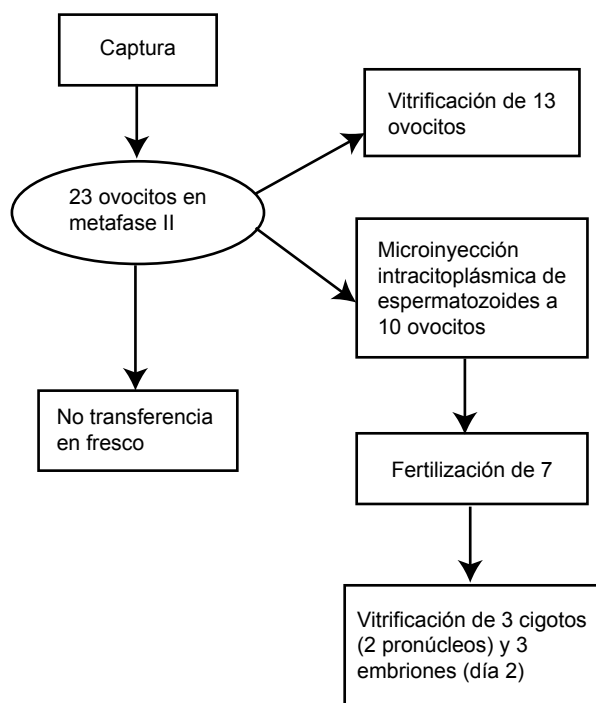 Captura
Vitrificación de 13
ovocitos
23 ovocitos en
metafase II
Microinyección
intracitoplásmica de
espermatozoides a
10 ovocitos
No transferencia
en fresco
Fertilización de 7
Vitrificación de 3 cigotos
(2 pronúcleos) y 3
embriones (día 2)